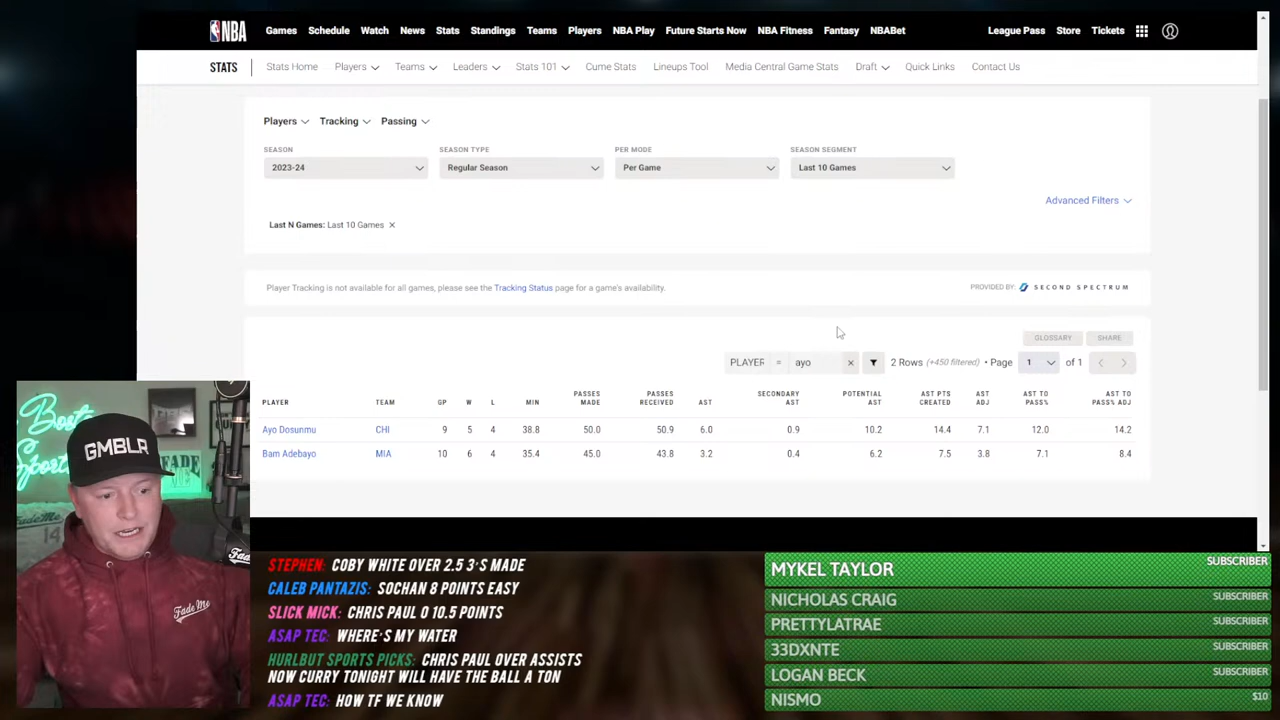 NBA Games Schedule Watch News Stats Standings Teams Players NBA Play Future Starts Now NBA Fitness Fantasy NBABet League Pass Store Tickets
STATS Stats Home Players Teams Leaders Stats 101 Cume Stats Lineups Tool Media Central Game Stats Draft Quick Links Contact Us
Players Tracking Passing
SEASON SEASON TYPE PER MODE SEASON SEGMENT
2023-24 Regular Season Per Game Last 10 Games
Advanced Filters
Last N Games: Last 10 Games ×
Player Tracking is not available for all games, please see the Tracking Status page for a game's availability.
PROVIDED BY: SECOND SPECTRUM
GLOSSARY SHARE
PLAYER = ayo × 2 Rows (+450 filtered) • Page 1 of 1
PLAYER TEAM GP W L MIN PASSES MADE PASSES RECEIVED AST SECONDARY AST POTENTIAL AST AST PTS CREATED AST ADJ AST TO PASS% AST TO PASS% ADJ
Ayo Dosunmu CHI 9 5 4 38.8 50.0 50.9 6.0 0.9 10.2 14.4 7.1 12.0 14.2
Bam Adebayo MIA 10 6 4 35.4 45.0 43.8 3.2 0.4 6.2 7.5 3.8 7.1 8.4
GMBLR
FADE
Fade Me
STEPHEN: COBY WHITE OVER 2.5 3'S MADE
CALEB PANTAZIS: SOCHAN 8 POINTS EASY
SLICK MICK: CHRIS PAUL O 10.5 POINTS
ASAP TEC: WHERE'S MY WATER
HURLBUT SPORTS PICKS: CHRIS PAUL OVER ASSISTS
NOW CURRY TONIGHT WILL HAVE THE BALL A TON
ASAP TEC: HOW TF WE KNOW
MYKEL TAYLOR SUBSCRIBER
NICHOLAS CRAIG SUBSCRIBER
PRETTYLATRAE SUBSCRIBER
33DXNTE SUBSCRIBER
LOGAN BECK SUBSCRIBER
NISMO $10